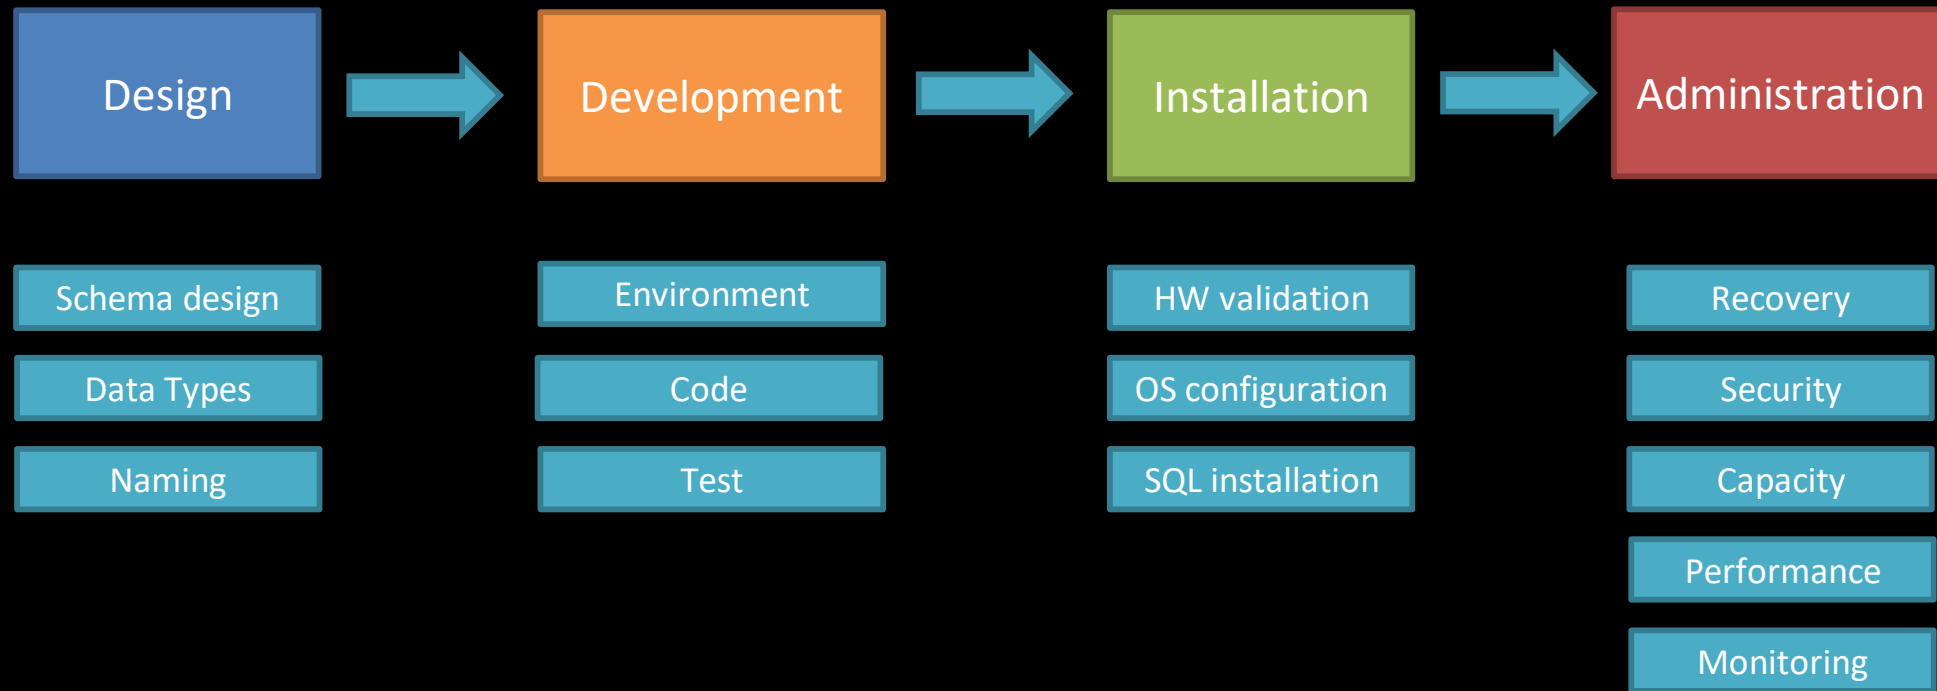 Design
Development
Installation
Administration
Schema design
Environment
HW validation
Recovery
Data Types
Code
OS configuration
Security
Naming
Test
SQL installation
Capacity
Performance
Monitoring